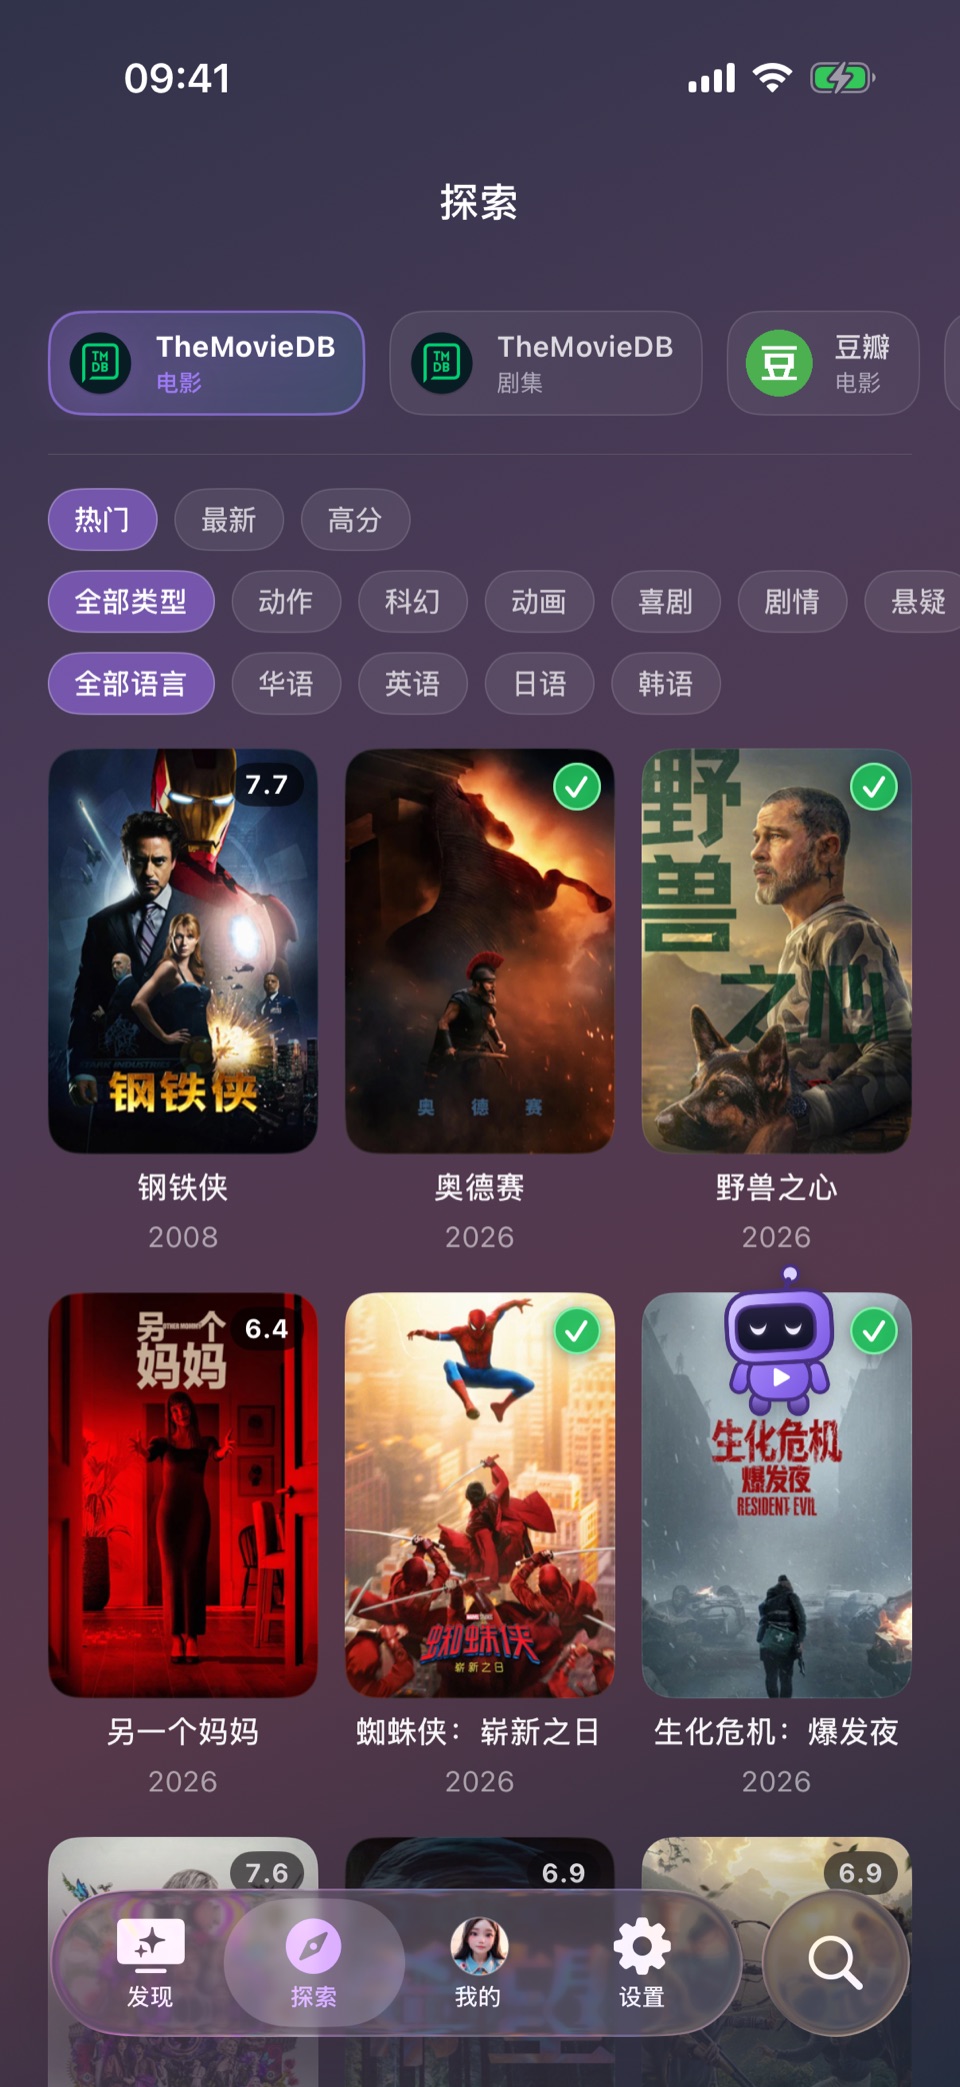 09:41
探索
TMDB TheMovieDB 电影
TMDB TheMovieDB 剧集
豆 豆瓣 电影
热门 最新 高分
全部类型 动作 科幻 动画 喜剧 剧情 悬疑
全部语言 华语 英语 日语 韩语
7.7
钢铁侠
奥德赛
野兽之心
钢铁侠 奥德赛 野兽之心
2008 2026 2026
另一个妈妈
6.4
蜘蛛侠
崭新之日
生化危机
爆发夜
RESIDENT EVIL
另一个妈妈 蜘蛛侠：崭新之日 生化危机：爆发夜
2026 2026 2026
7.6 6.9 6.9
发现 探索 我的 设置